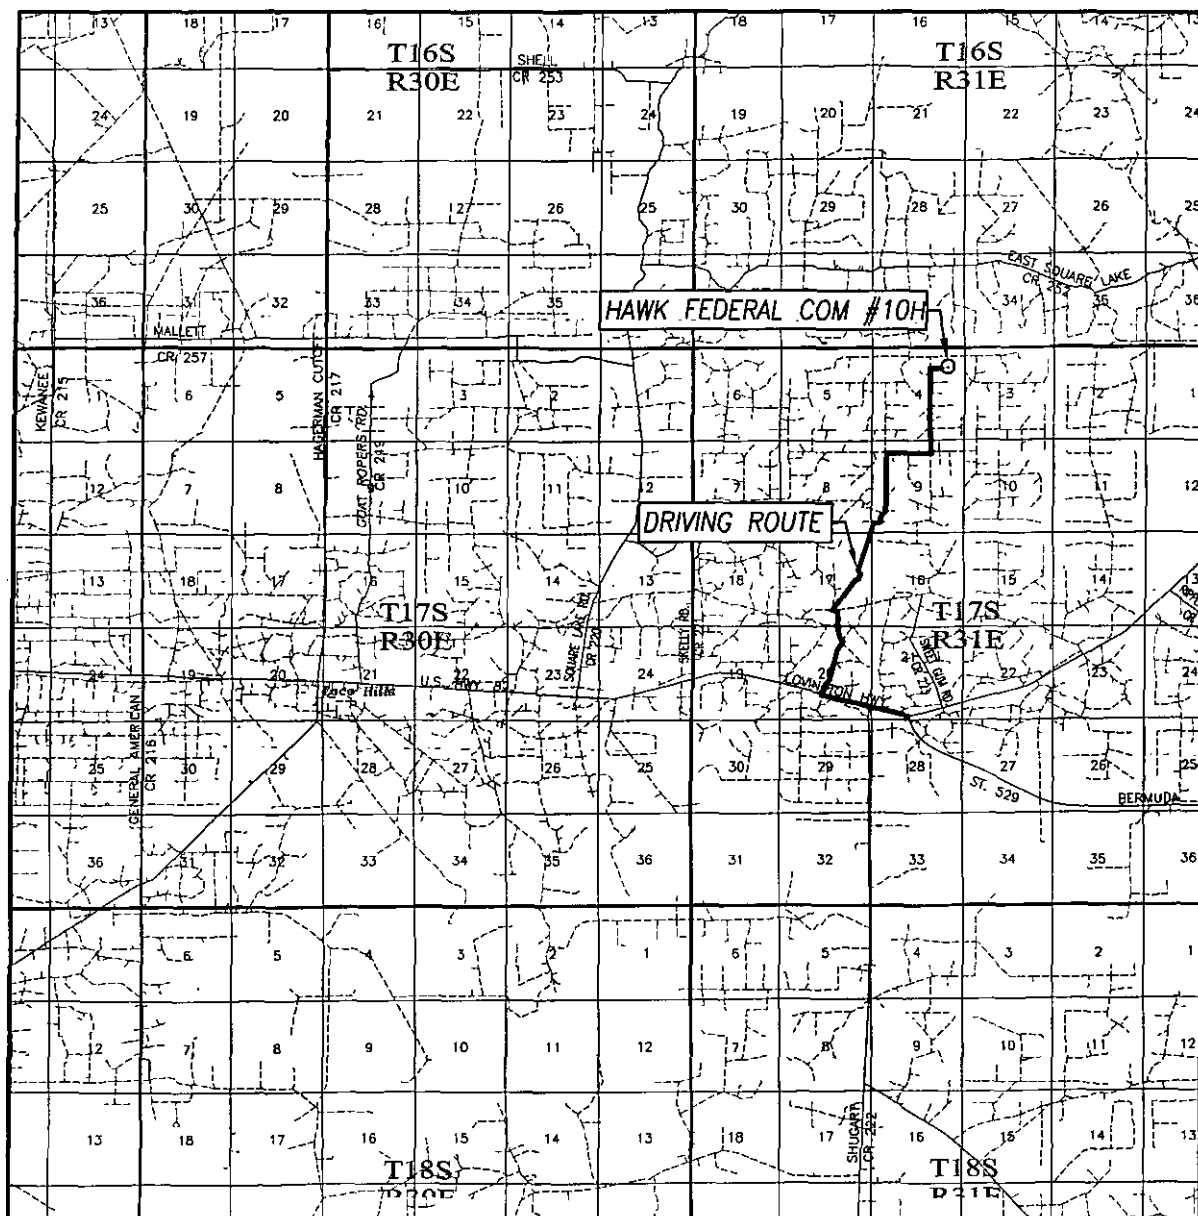 13 18 17 16 15 14 13 18 17 16 15 14 13
T16S
R30E
T16S
R31E
SHELL
CR 253
24 19 20 21 22 23 24 19 20 21 22 23 24
25 30 29 28 27 26 25 30 29 28 27 26 25
EAST SQUARE LAKE
CR 252
36 31 32 33 34 35 34 35 36
HAWK FEDERAL COM #10H
MALLETT
CR 257
KEWANEE
CR 215
HAGERMAN CUTOFF
CR 217
GOAT ROPERS RD.
CR 249
1 6 5 4 3 2 1 6 5 4 3 2 1
12 7 8 9 10 11 12 7 8 9 10 11 12
DRIVING ROUTE
13 18 17 16 15 14 13 18 17 16 15 14 13
T17S
R30E
T17S
R31E
SQUARE LAKE RD.
CR 220
SKELLY RD.
CR 221
24 19 20 21 22 23 24 19 20 21 22 23 24
U.S. HWY 82
Loco Hills
LOVINGTON HWY
GENERAL AMERICAN
CR 216
25 30 29 28 27 26 25 30 29 28 27 26 25
ST. 529
BERMUDA
36 31 32 33 34 35 36 31 32 33 34 35 36
1 6 5 4 3 2 1 6 5 4 3 2 1
12 7 8 9 10 11 12 7 8 9 10 11 12
SHUGART
CR 222
13 18 17 16 15 14 13 18 17 16 15 14 13
T18S
R30E
T18S
R31E